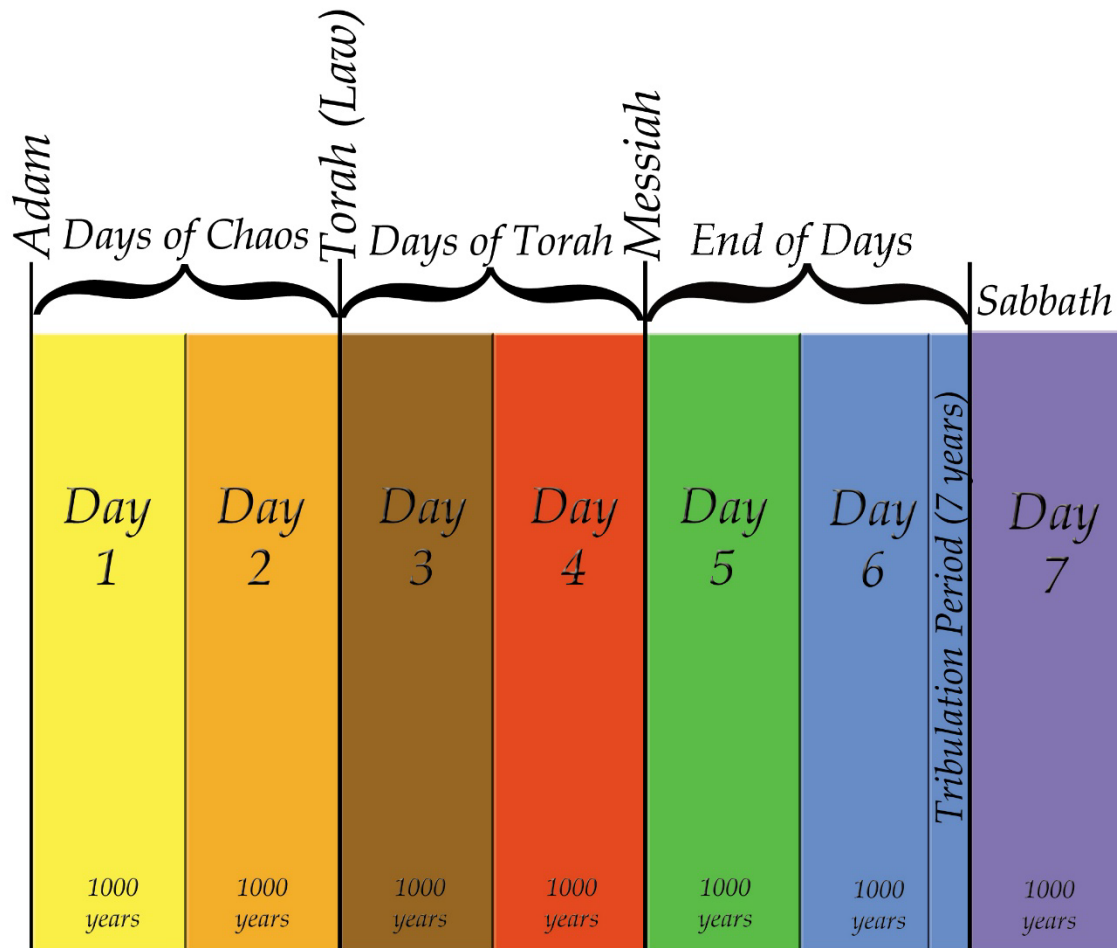 Adam
Torah (Law)
Messiah
Days of Chaos
Days of Torah
End of Days
Sabbath
Day
1
Day
2
Day
3
Day
4
Day
5
Day
6
Tribulation Period (7 years)
Day
7
1000
years
1000
years
1000
years
1000
years
1000
years
1000
years
1000
years